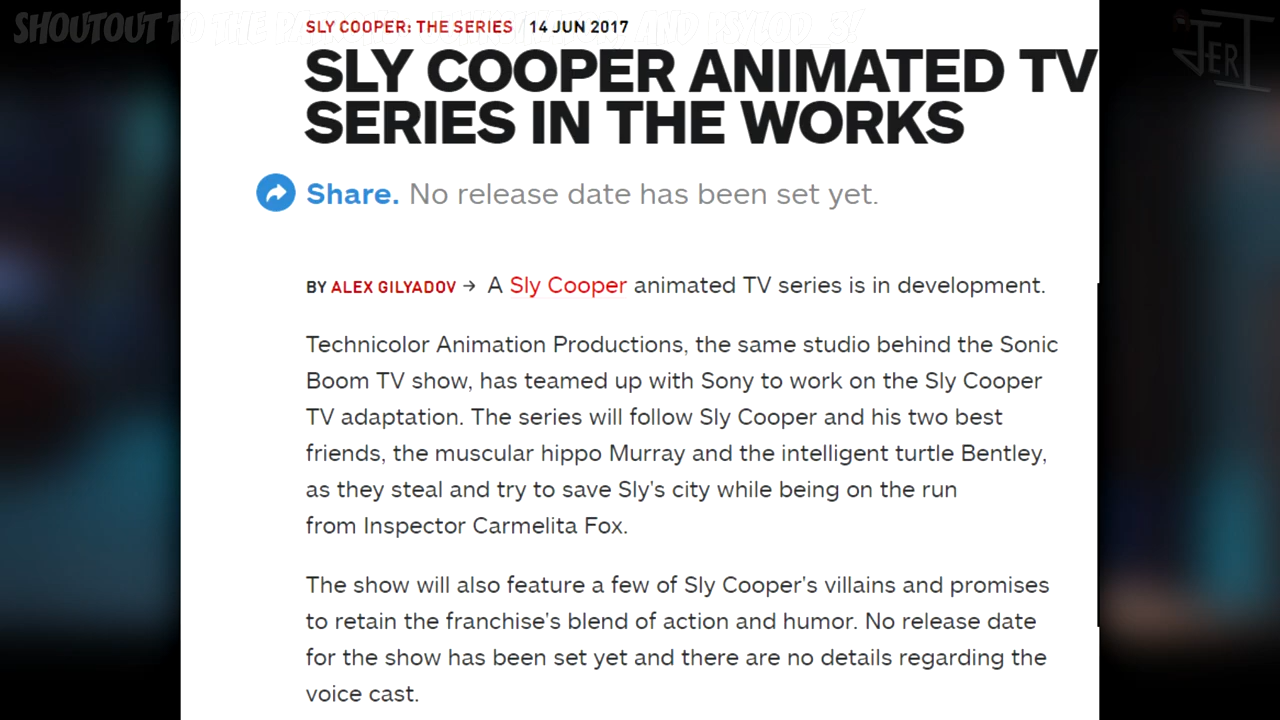 SHOUTOUT TO THE
AND PSYLOD_3!
SLY COOPER: THE SERIES / 14 JUN 2017
JERI
SLY COOPER ANIMATED TV
SERIES IN THE WORKS
Share. No release date has been set yet.
BY ALEX GILYADOV → A Sly Cooper animated TV series is in development.
Technicolor Animation Productions, the same studio behind the Sonic
Boom TV show, has teamed up with Sony to work on the Sly Cooper
TV adaptation. The series will follow Sly Cooper and his two best
friends, the muscular hippo Murray and the intelligent turtle Bentley,
as they steal and try to save Sly's city while being on the run
from Inspector Carmelita Fox.
The show will also feature a few of Sly Cooper's villains and promises
to retain the franchise's blend of action and humor. No release date
for the show has been set yet and there are no details regarding the
voice cast.